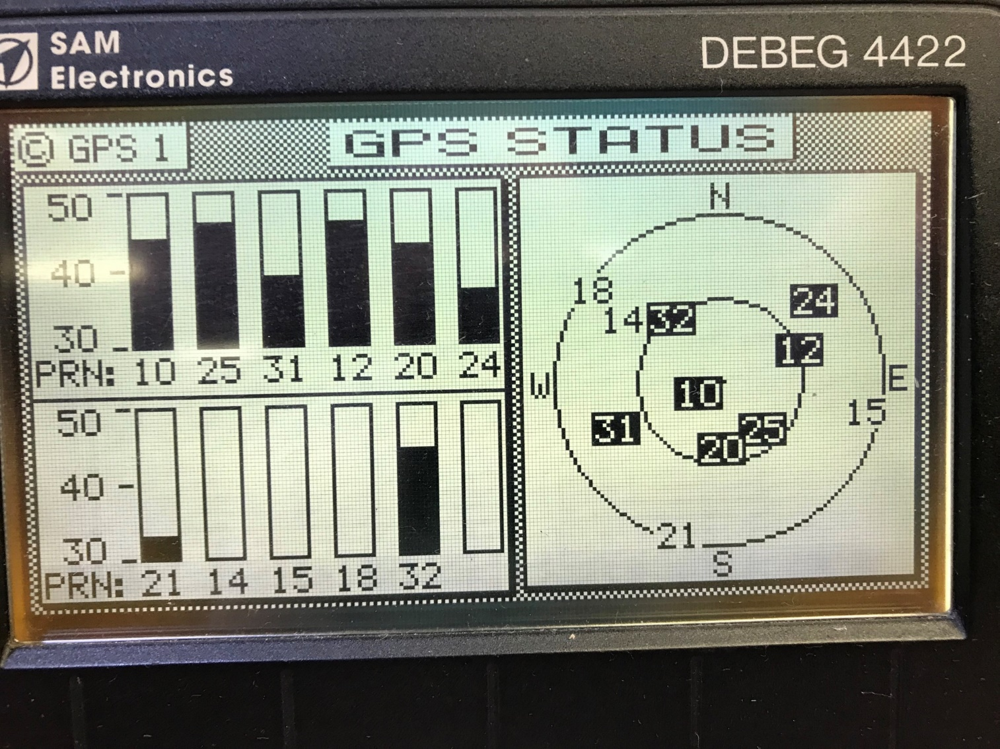 SAM
Electronics
DEBEG 4422
© GPS 1
GPS STATUS
50
40
30
PRN: 10 25 31 12 20 24
50
40
30
PRN: 21 14 15 18 32
N
18
24
14 32
12
W
E
10
15
31
25
20
21
S